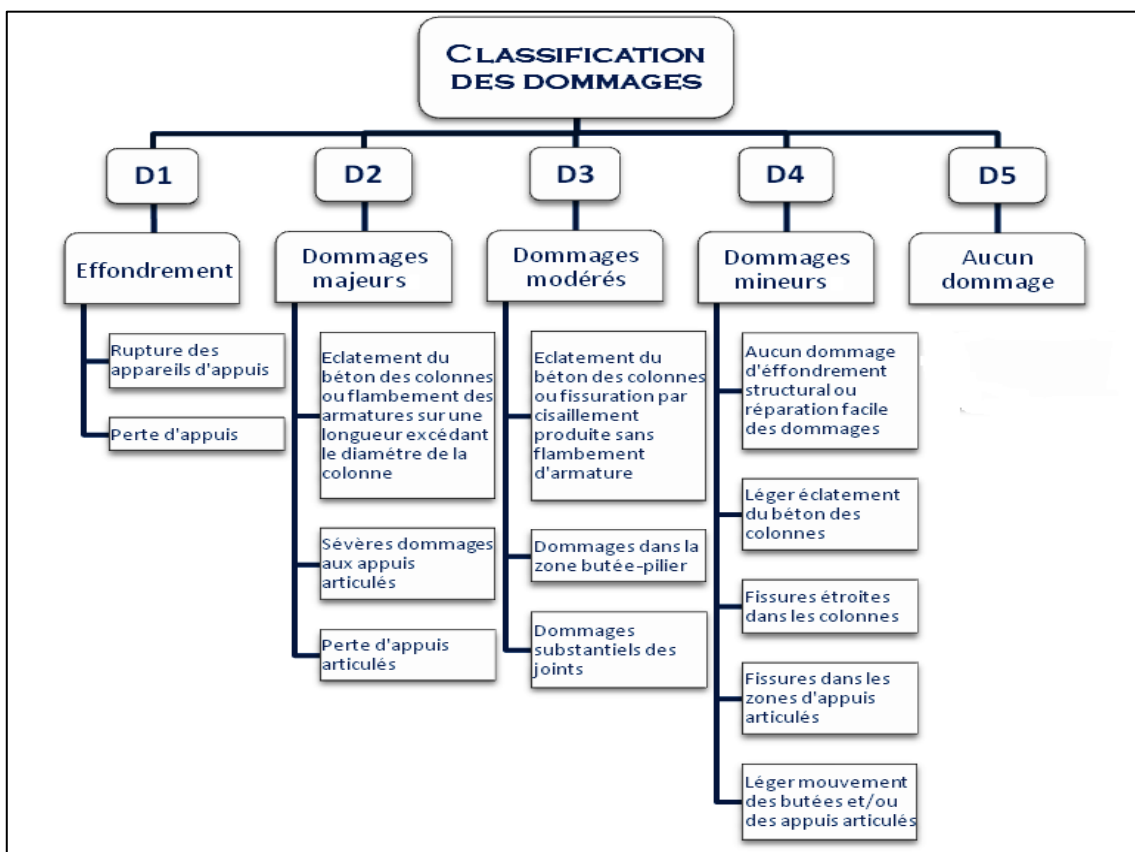 CLASSIFICATION
DES DOMMAGES
D1
D2
D3
D4
D5
Effondrement
Dommages
majeurs
Dommages
modérés
Dommages
mineurs
Aucun
dommage
Rupture des
appareils d'appuis
Perte d'appuis
Eclatement du
béton des colonnes
ou flambement des
armatures sur une
longueur excédant
le diamétre de la
colonne
Sévères dommages
aux appuis
articulés
Perte d'appuis
articulés
Eclatement du
béton des colonnes
ou fissuration par
cisaillement
produite sans
flambement
d'armature
Dommages dans la
zone butée-pilier
Dommages
substantiels des
joints
Aucun dommage
d'éffondrement
structural ou
réparation facile
des dommages
Léger éclatement
du béton des
colonnes
Fissures étroites
dans les colonnes
Fissures dans les
zones d'appuis
articulés
Léger mouvement
des butées et/ou
des appuis articulés